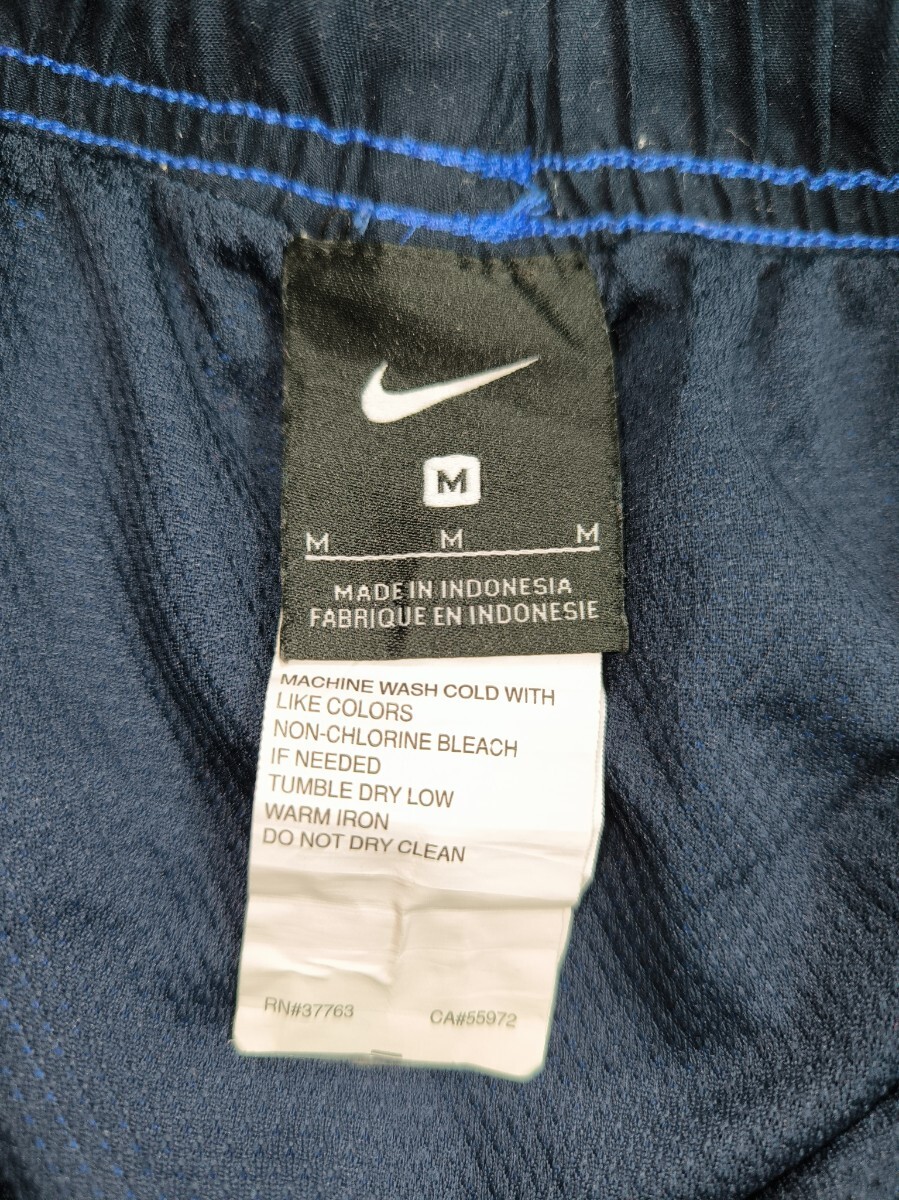 M
M M M
MADE IN INDONESIA
FABRIQUE EN INDONESIE
MACHINE WASH COLD WITH
LIKE COLORS
NON-CHLORINE BLEACH
IF NEEDED
TUMBLE DRY LOW
WARM IRON
DO NOT DRY CLEAN
RN#37763 CA#55972